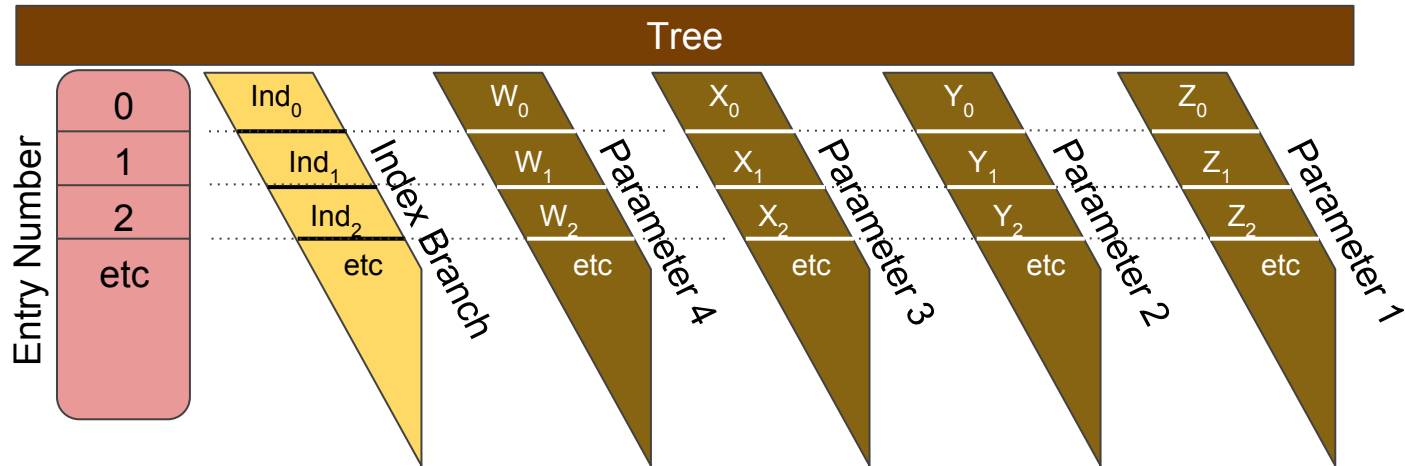 Tree
Entry Number
0
1
2
etc
Ind₀
Ind₁
Ind₂
etc
Index Branch
W₀
W₁
W₂
etc
Parameter 4
X₀
X₁
X₂
etc
Parameter 3
Y₀
Y₁
Y₂
etc
Parameter 2
Z₀
Z₁
Z₂
etc
Parameter 1